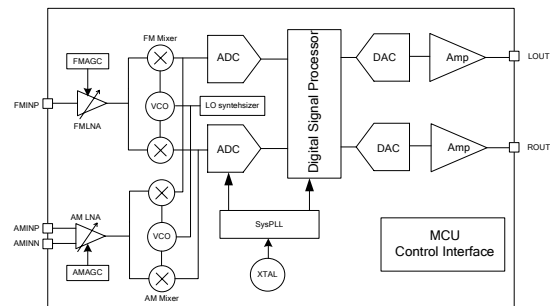 FM Mixer
FMAGC
ADC
DAC
Amp
LOUT
FMINP
FMLNA
VCO
LO syntehsizer
Digital Signal Processor
ADC
DAC
Amp
ROUT
AM LNA
AMINP
AMINN
VCO
SysPLL
AMAGC
AM Mixer
XTAL
MCU
Control Interface